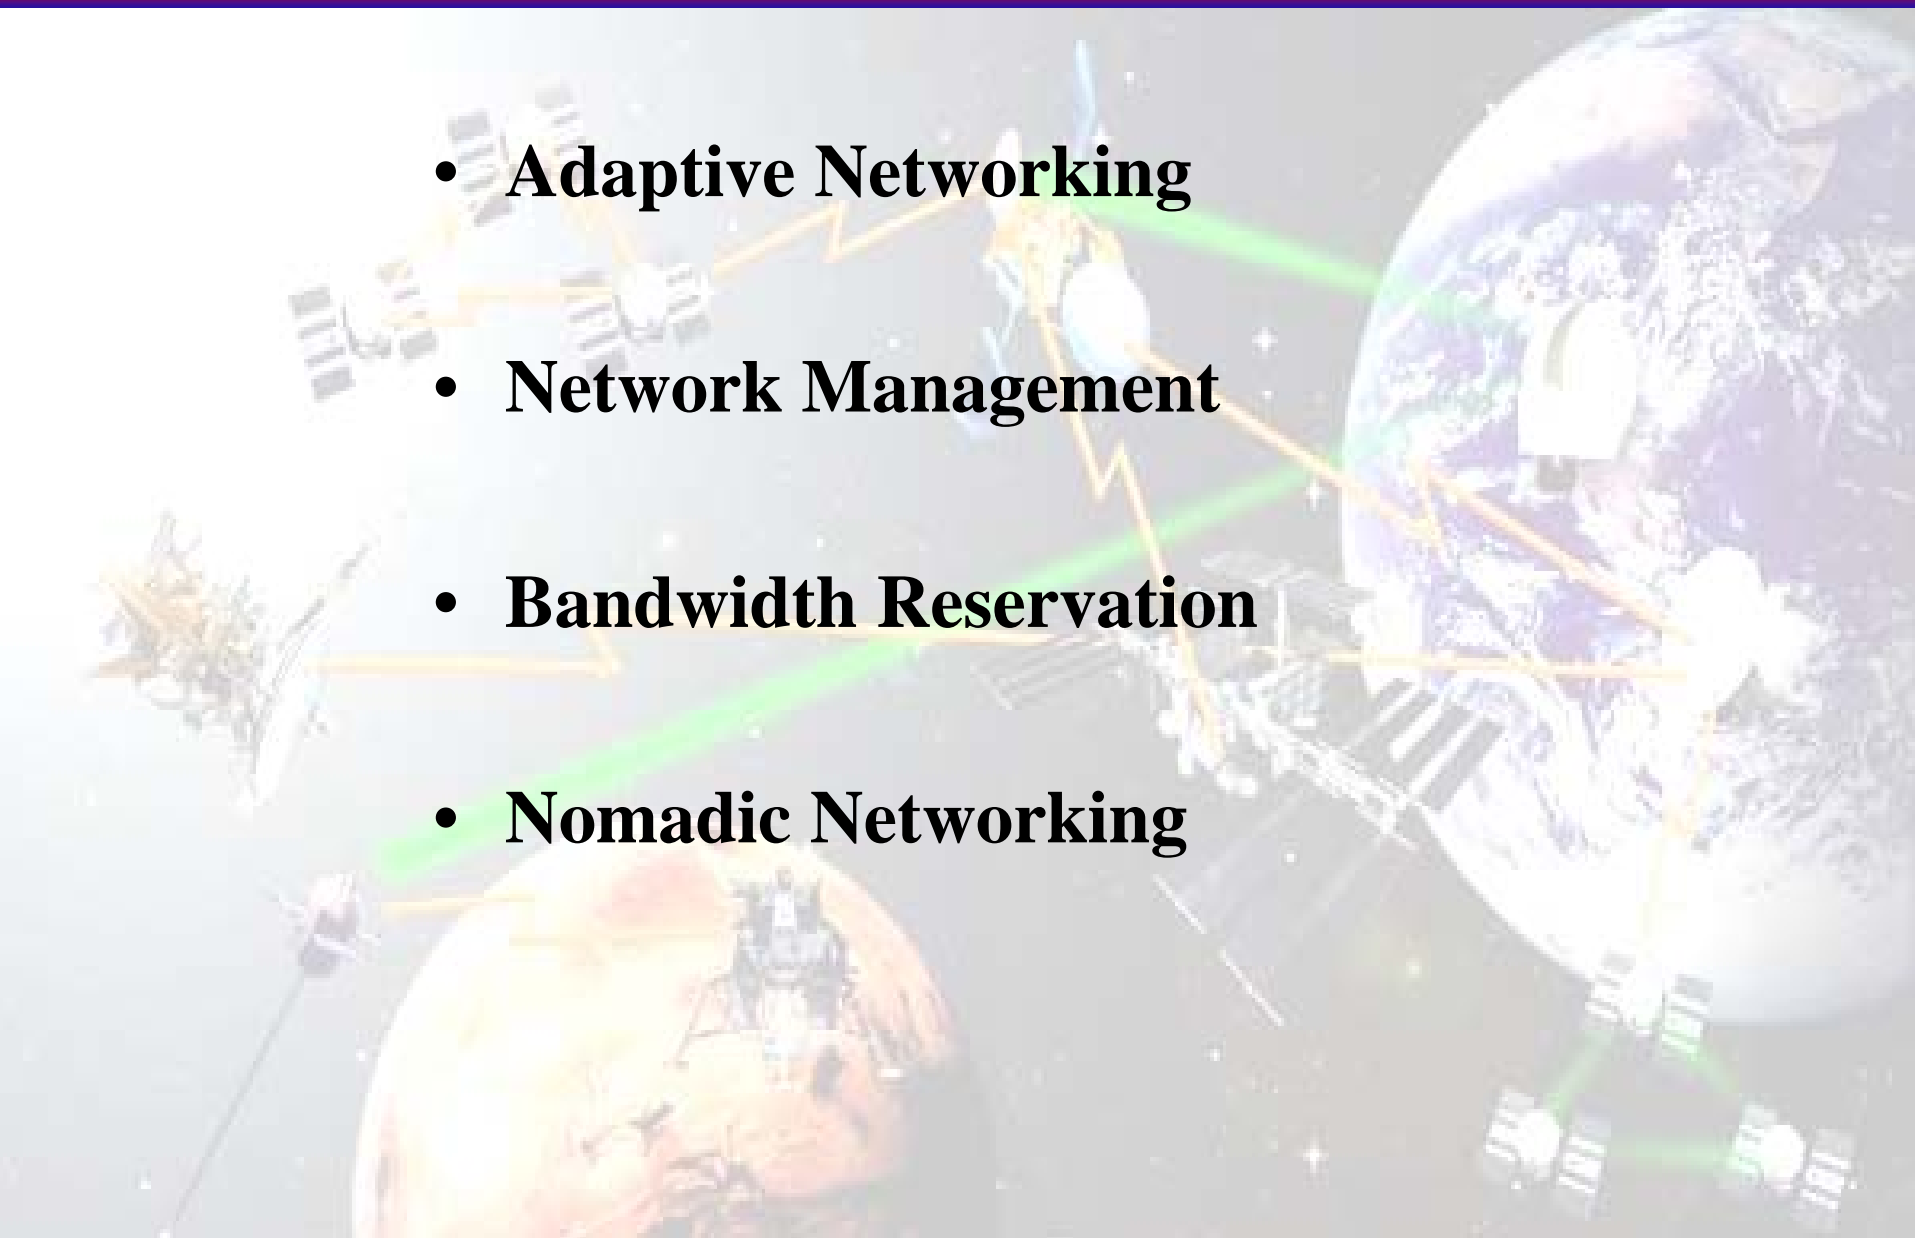 • Adaptive Networking
• Network Management
• Bandwidth Reservation
• Nomadic Networking